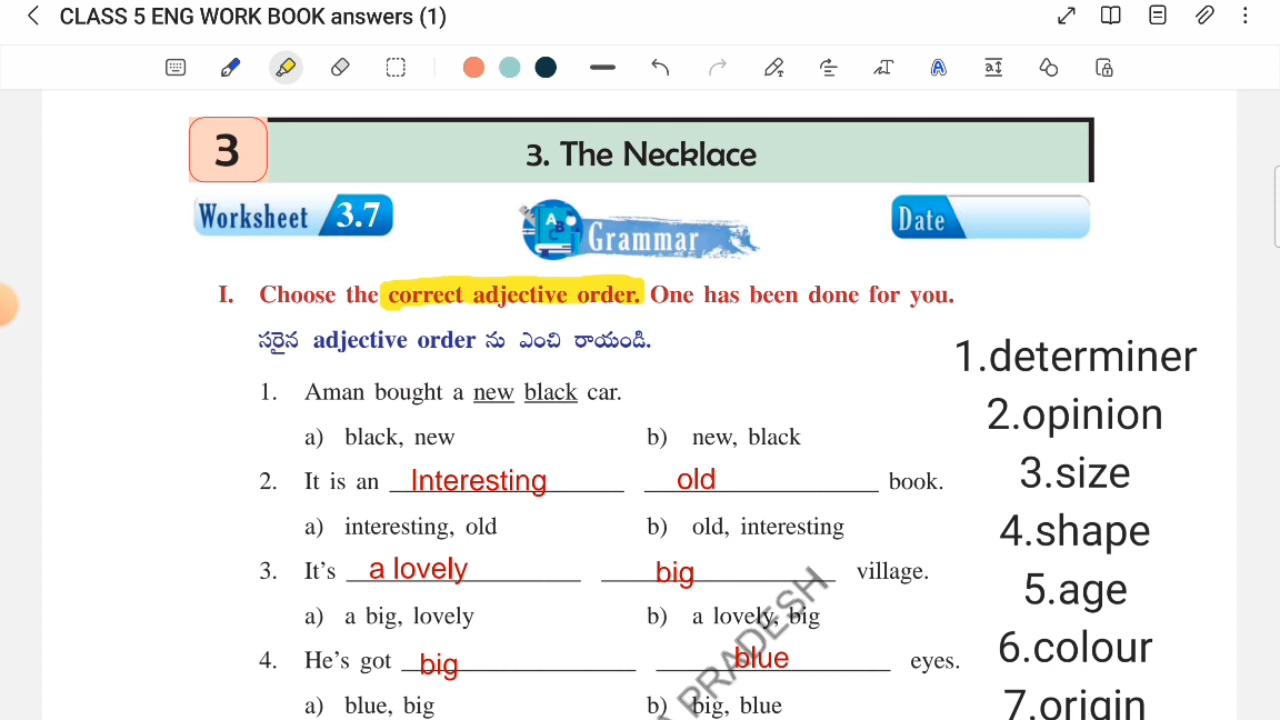 CLASS 5 ENG WORK BOOK answers (1)
3
3. The Necklace
Worksheet 3.7
Grammar
Date
I. Choose the correct adjective order. One has been done for you.
సరైన adjective order ను ఎంచి రాయండి.
1. Aman bought a new black car.
a) black, new b) new, black
2. It is an Interesting old book.
a) interesting, old b) old, interesting
3. It's a lovely big village.
a) a big, lovely b) a lovely, big
4. He's got big blue eyes.
a) blue, big b) big, blue
1.determiner
2.opinion
3.size
4.shape
5.age
6.colour
7.origin
PRADESH